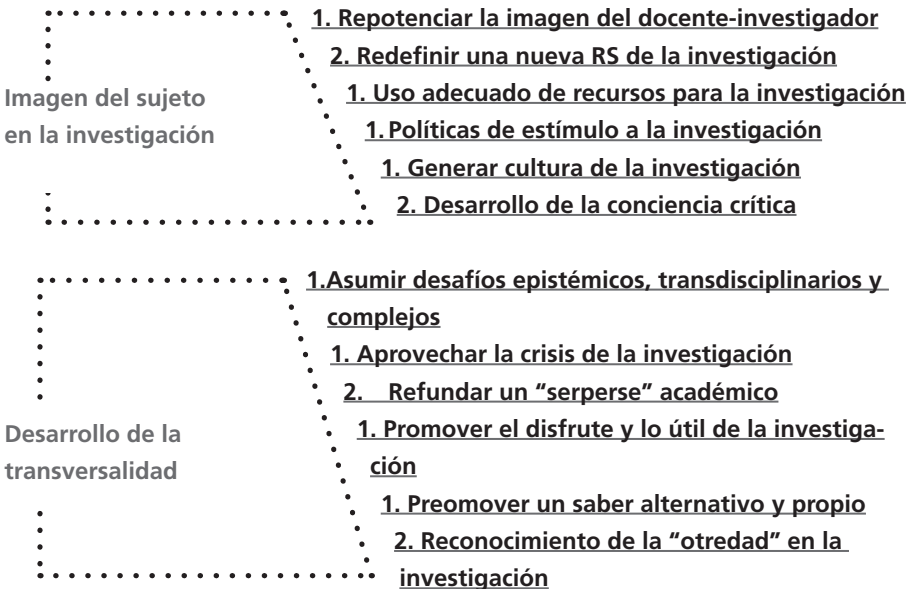 1. Repotenciar la imagen del docente-investigador
2. Redefinir una nueva RS de la investigación
1. Uso adecuado de recursos para la investigación
1. Políticas de estímulo a la investigación
1. Generar cultura de la investigación
2. Desarrollo de la conciencia crítica
Imagen del sujeto
en la investigación
1.Asumir desafíos epistémicos, transdisciplinarios y
complejos
1. Aprovechar la crisis de la investigación
2. Refundar un “serperse” académico
1. Promover el disfrute y lo útil de la investiga-
ción
1. Preomover un saber alternativo y propio
2. Reconocimiento de la “otredad” en la
investigación
Desarrollo de la
transversalidad